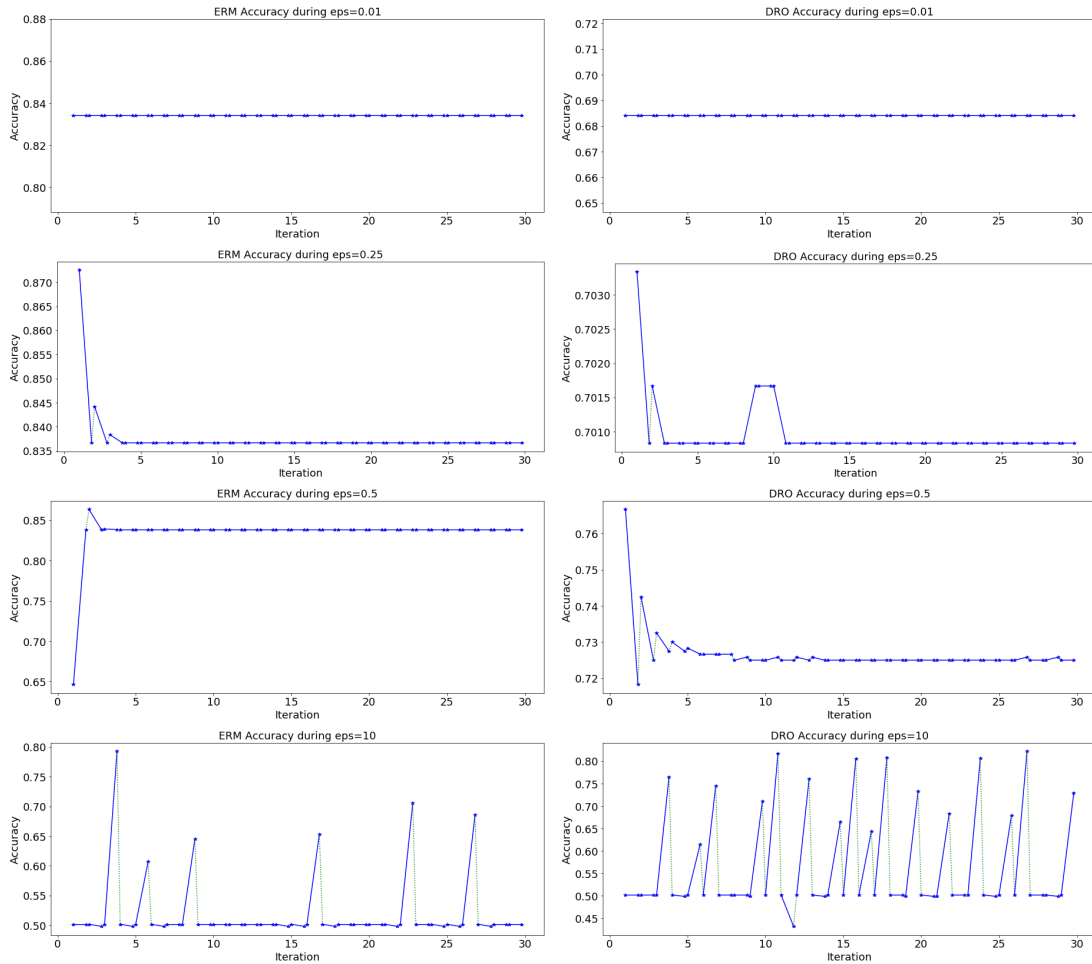 ERM Accuracy during eps=0.01
0.88
0.86
0.84
0.82
0.80
Accuracy
0 5 10 15 20 25 30
Iteration
DRO Accuracy during eps=0.01
0.72
0.71
0.70
0.69
0.68
0.67
0.66
0.65
Accuracy
0 5 10 15 20 25 30
Iteration
ERM Accuracy during eps=0.25
0.870
0.865
0.860
0.855
0.850
0.845
0.840
0.835
Accuracy
0 5 10 15 20 25 30
Iteration
DRO Accuracy during eps=0.25
0.7030
0.7025
0.7020
0.7015
0.7010
Accuracy
0 5 10 15 20 25 30
Iteration
ERM Accuracy during eps=0.5
0.85
0.80
0.75
0.70
0.65
Accuracy
0 5 10 15 20 25 30
Iteration
DRO Accuracy during eps=0.5
0.76
0.75
0.74
0.73
0.72
Accuracy
0 5 10 15 20 25 30
Iteration
ERM Accuracy during eps=10
0.80
0.75
0.70
0.65
0.60
0.55
0.50
Accuracy
0 5 10 15 20 25 30
Iteration
DRO Accuracy during eps=10
0.80
0.75
0.70
0.65
0.60
0.55
0.50
0.45
Accuracy
0 5 10 15 20 25 30
Iteration